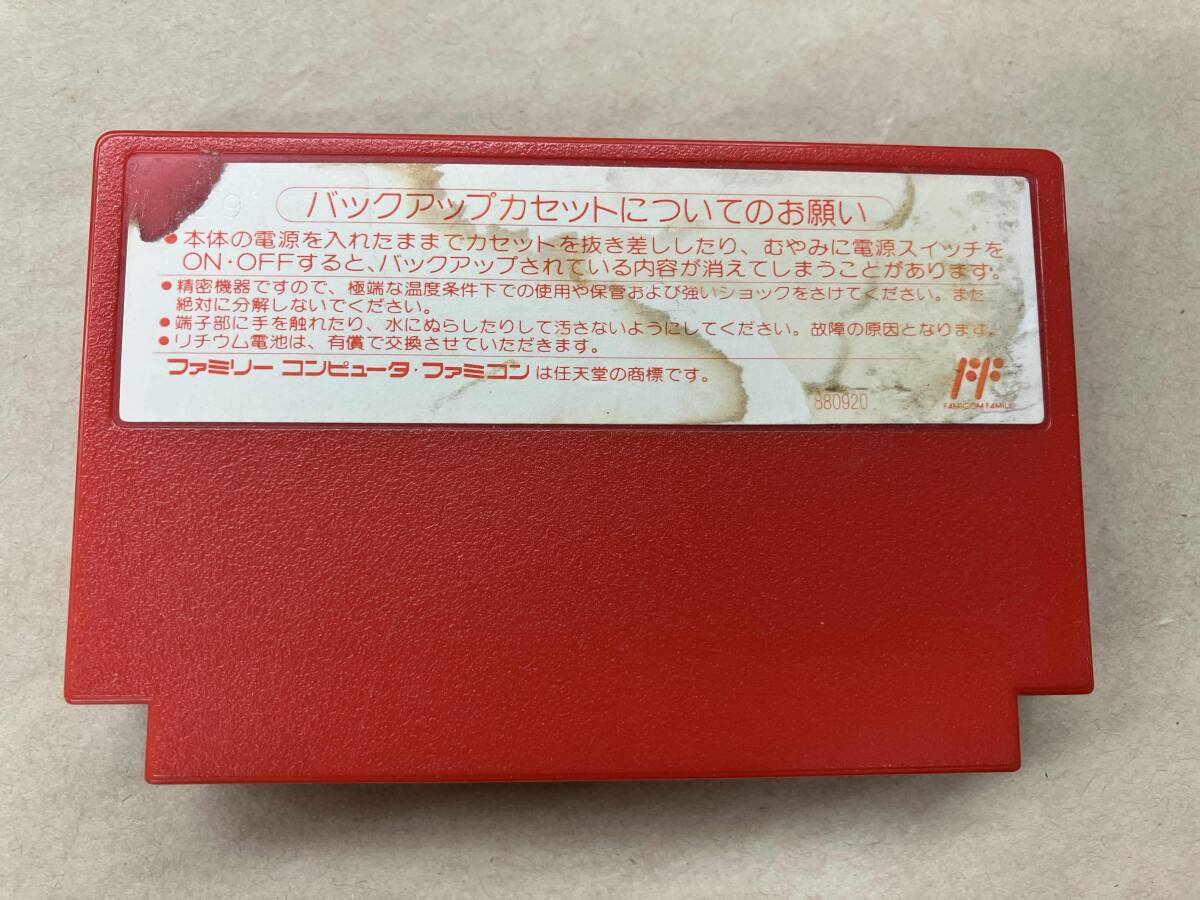 バックアップカセットについてのお願い
●本体の電源を入れたままでカセットを抜き差ししたり、むやみに電源スイッチを
ON・OFFすると、バックアップされている内容が消えてしまうことがあります。
●精密機器ですので、極端な温度条件下での使用や保管および強いショックをさけてください。また
絶対に分解しないでください。
●端子部に手を触れたり、水にぬらしたりして汚さないようにしてください。故障の原因となります。
●リチウム電池は、有償で交換させていただきます。
ファミリー コンピュータ・ファミコンは任天堂の商標です。
880920
FF
FAMICOM FAMILY